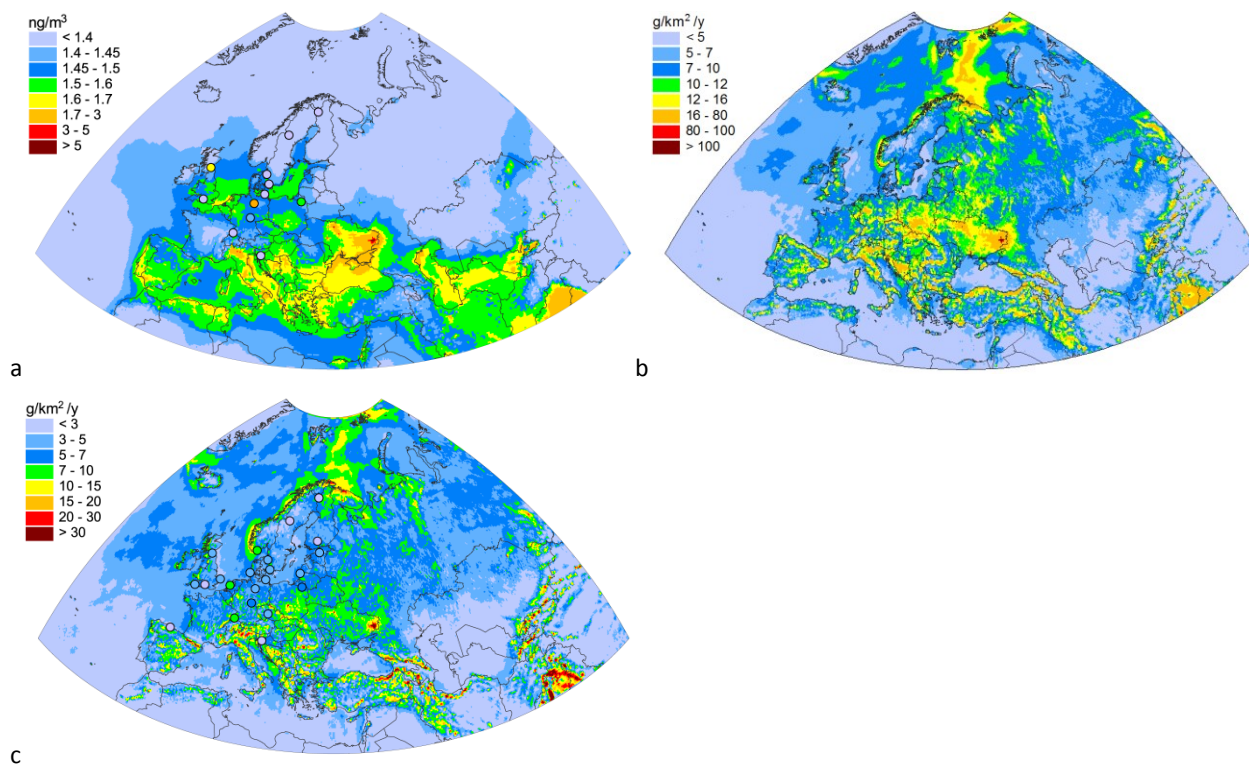 ng/m³
< 1.4
1.4 - 1.45
1.45 - 1.5
1.5 - 1.6
1.6 - 1.7
1.7 - 3
3 - 5
> 5
a
g/km² /y
< 5
5 - 7
7 - 10
10 - 12
12 - 16
16 - 80
80 - 100
> 100
b
g/km² /y
< 3
3 - 5
5 - 7
7 - 10
10 - 15
15 - 20
20 - 30
> 30
c